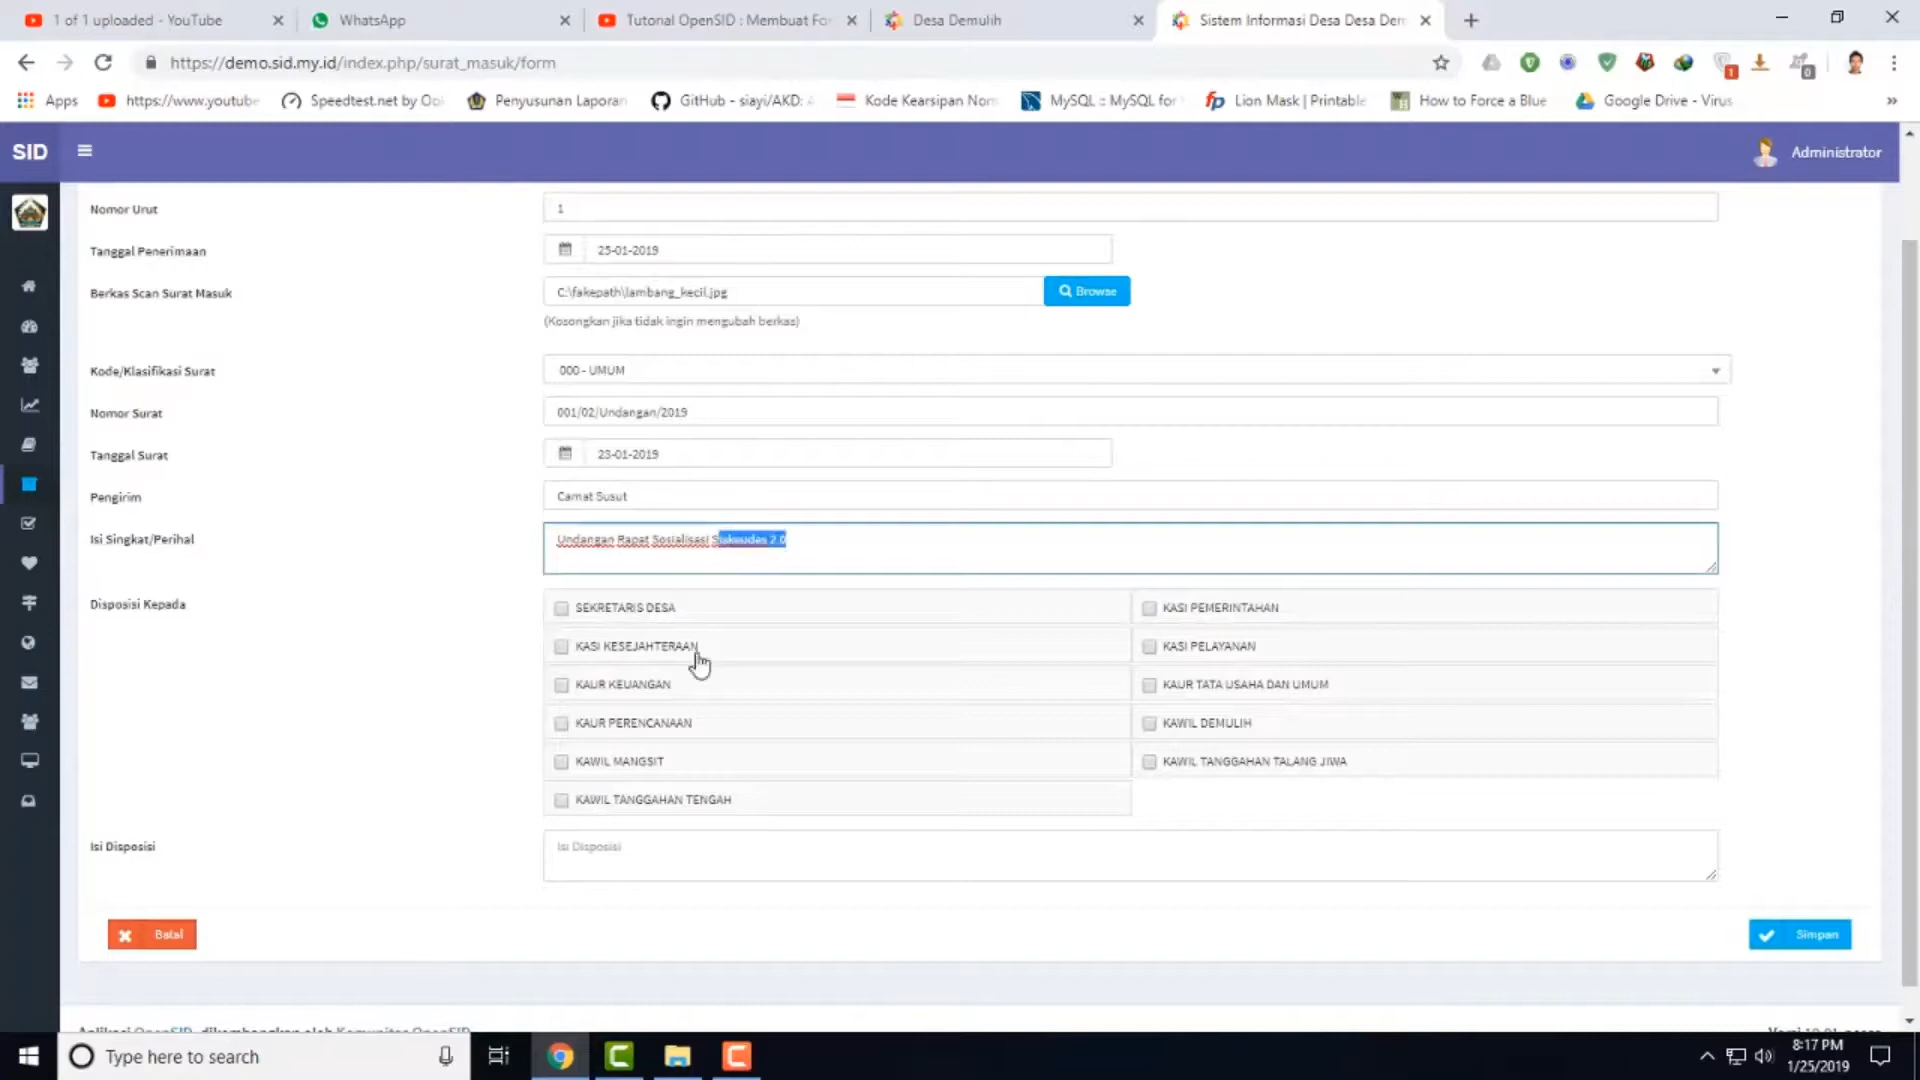 1 of 1 uploaded - YouTube
WhatsApp
Tutonal OpenSID : Membuat Fo
Desa Demulih
Sistem Informasi Desa Desa Dem
https://demo.sid.my.id/index.php/surat_masuk/form
Apps
https://www.youtube
Speedtest.net by Oo
Penyusunan Laporan
GitHub - siayi/AKD:
Kode Kearsipan Nom
MySQL :: MySQL for
Lion Mask | Printable
How to Force a Blue
Google Drive - Virus
»
SID
Administrator
Nomor Urut
1
Tanggal Penerimaan
25-01-2019
Berkas Scan Surat Masuk
C:\fakepath\lambang_kecil.jpg
Browse
(Kosongkan jika tidak ingin mengubah berkas)
Kode/Klasifikasi Surat
000 - UMUM
Nomor Surat
001/02/Undangan/2019
Tanggal Surat
23-01-2019
Pengirim
Camat Susut
Isi Singkat/Perihal
Undangan Rapat Sosialisasi Siskeudes 2.0
Disposisi Kepada
SEKRETARIS DESA
KASI PEMERINTAHAN
KASI KESEJAHTERAAN
KASI PELAYANAN
KAUR KEUANGAN
KAUR TATA USAHA DAN UMUM
KAUR PERENCANAAN
KAWIL DEMULIH
KAWIL MANGSIT
KAWIL TANGGAHAN TALANG JIWA
KAWIL TANGGAHAN TENGAH
Isi Disposisi
Isi Disposisi
Batal
Simpan
Aplikasi OpenSID, dikembangkan oleh Komunitas OpenSID
Type here to search
8:17 PM
1/25/2019